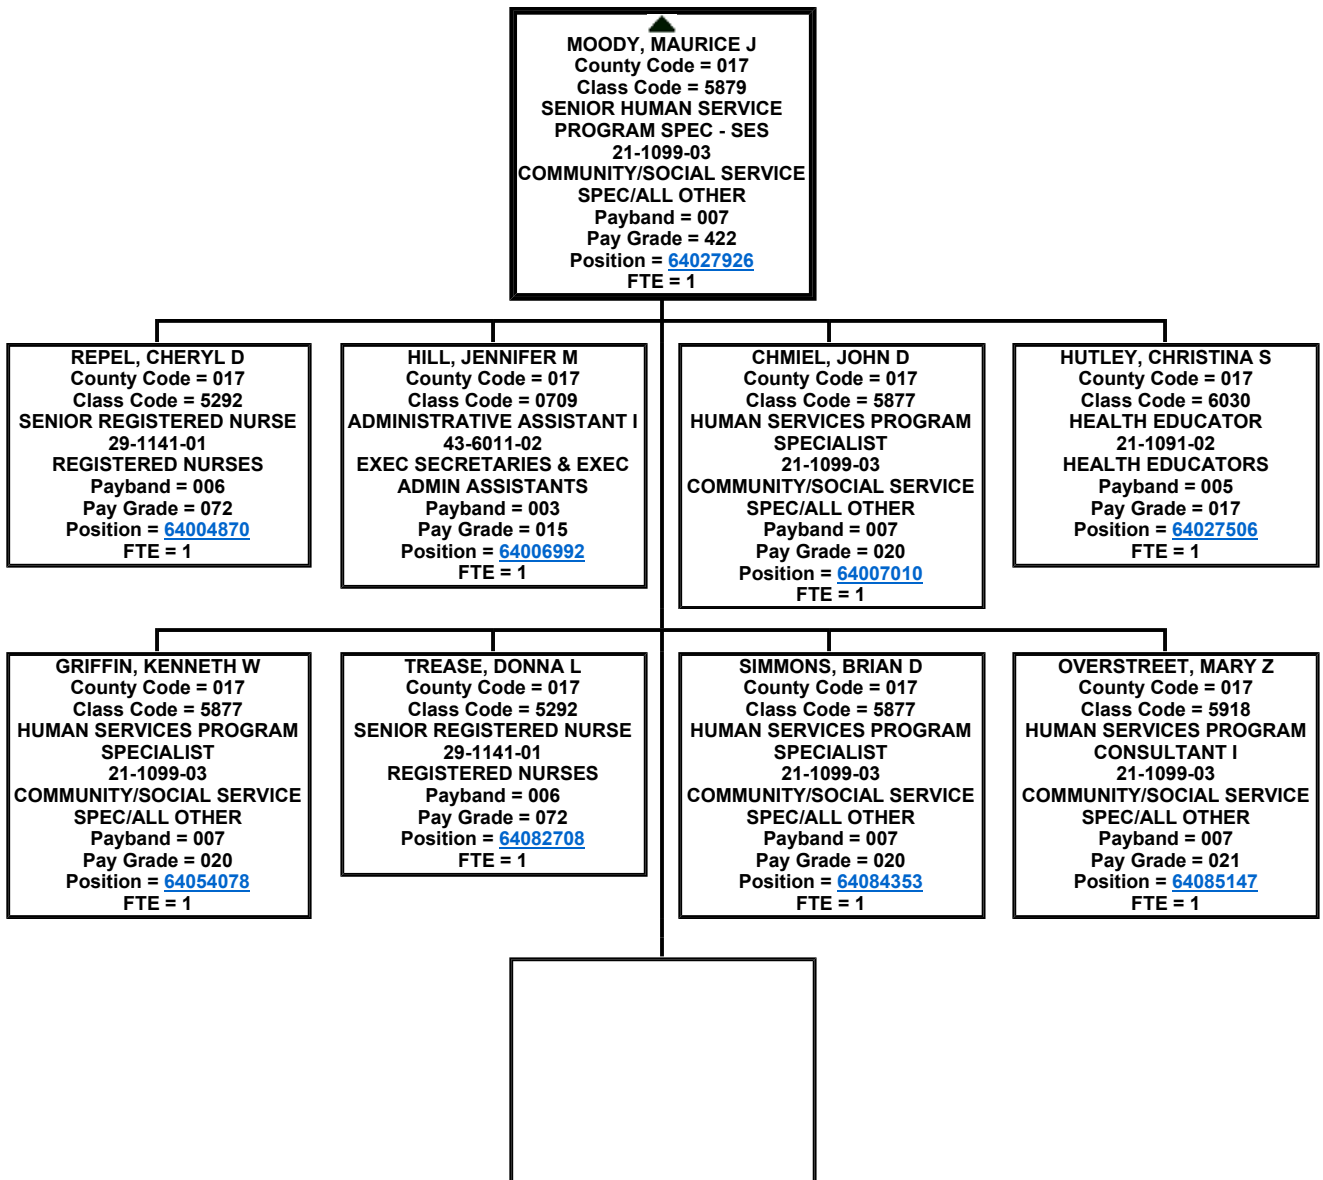 MOODY, MAURICE J
County Code = 017
Class Code = 5879
SENIOR HUMAN SERVICE
PROGRAM SPEC - SES
21-1099-03
COMMUNITY/SOCIAL SERVICE
SPEC/ALL OTHER
Payband = 007
Pay Grade = 422
Position = 64027926
FTE = 1
REPEL, CHERYL D
County Code = 017
Class Code = 5292
SENIOR REGISTERED NURSE
29-1141-01
REGISTERED NURSES
Payband = 006
Pay Grade = 072
Position = 64004870
FTE = 1
HILL, JENNIFER M
County Code = 017
Class Code = 0709
ADMINISTRATIVE ASSISTANT I
43-6011-02
EXEC SECRETARIES & EXEC
ADMIN ASSISTANTS
Payband = 003
Pay Grade = 015
Position = 64006992
FTE = 1
CHMIEL, JOHN D
County Code = 017
Class Code = 5877
HUMAN SERVICES PROGRAM
SPECIALIST
21-1099-03
COMMUNITY/SOCIAL SERVICE
SPEC/ALL OTHER
Payband = 007
Pay Grade = 020
Position = 64007010
FTE = 1
HUTLEY, CHRISTINA S
County Code = 017
Class Code = 6030
HEALTH EDUCATOR
21-1091-02
HEALTH EDUCATORS
Payband = 005
Pay Grade = 017
Position = 64027506
FTE = 1
GRIFFIN, KENNETH W
County Code = 017
Class Code = 5877
HUMAN SERVICES PROGRAM
SPECIALIST
21-1099-03
COMMUNITY/SOCIAL SERVICE
SPEC/ALL OTHER
Payband = 007
Pay Grade = 020
Position = 64054078
FTE = 1
TREASE, DONNA L
County Code = 017
Class Code = 5292
SENIOR REGISTERED NURSE
29-1141-01
REGISTERED NURSES
Payband = 006
Pay Grade = 072
Position = 64082708
FTE = 1
SIMMONS, BRIAN D
County Code = 017
Class Code = 5877
HUMAN SERVICES PROGRAM
SPECIALIST
21-1099-03
COMMUNITY/SOCIAL SERVICE
SPEC/ALL OTHER
Payband = 007
Pay Grade = 020
Position = 64084353
FTE = 1
OVERSTREET, MARY Z
County Code = 017
Class Code = 5918
HUMAN SERVICES PROGRAM
CONSULTANT I
21-1099-03
COMMUNITY/SOCIAL SERVICE
SPEC/ALL OTHER
Payband = 007
Pay Grade = 021
Position = 64085147
FTE = 1